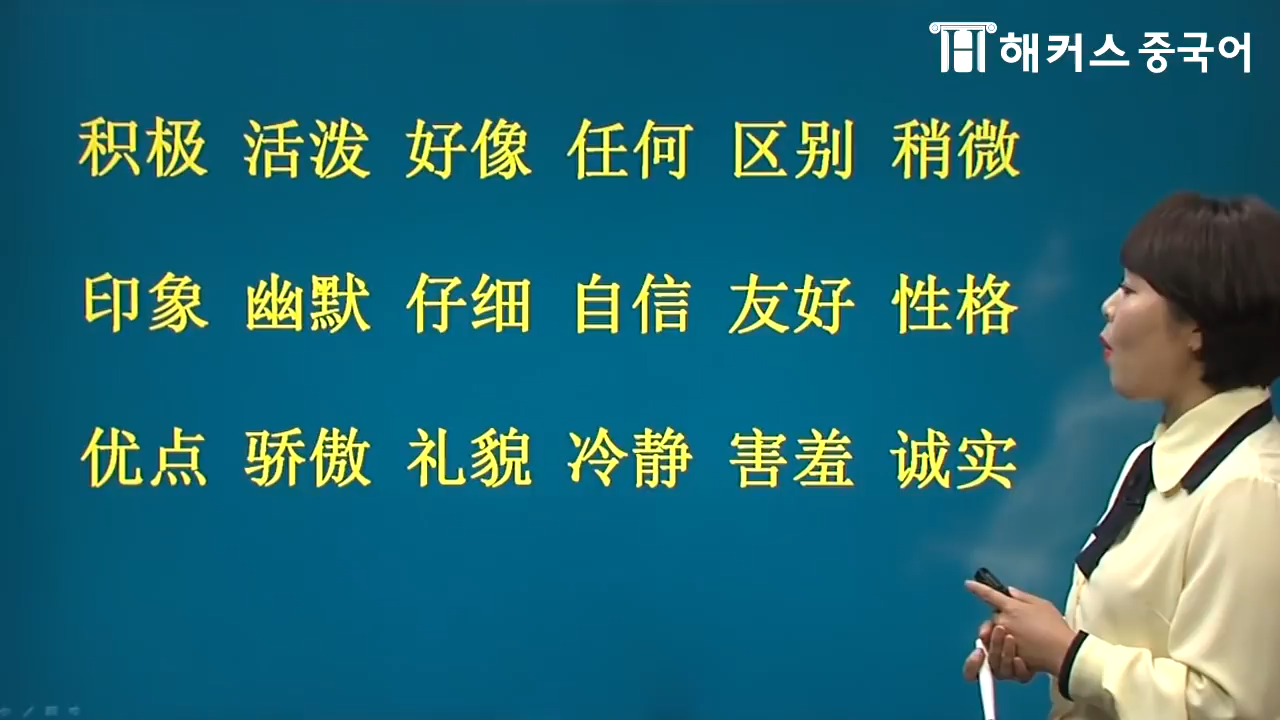 해커스 중국어
积极 活泼 好像 任何 区别 稍微
印象 幽默 仔细 自信 友好 性格
优点 骄傲 礼貌 冷静 害羞 诚实